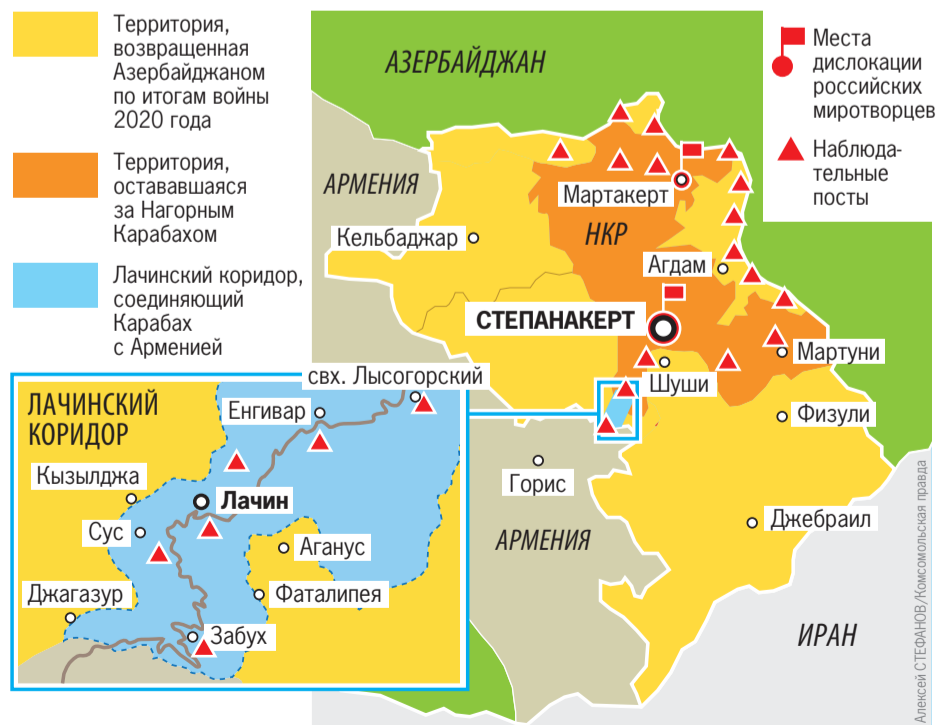 Территория,
возвращенная
Азербайджаном
по итогам войны
2020 года
Территория,
остававшаяся
за Нагорным
Карабахом
Лачинский коридор,
соединяющий
Карабах
с Арменией
Места
дислокации
российских
миротворцев
Наблюда-
тельные
посты
АЗЕРБАЙДЖАН
АРМЕНИЯ
Мартакерт
Кельбаджар
НКР
Агдам
СТЕПАНАКЕРТ
Мартуни
Шуши
Физули
Горис
Джебраил
АРМЕНИЯ
ИРАН
ЛАЧИНСКИЙ
КОРИДОР
свх. Лысогорский
Енгивар
Кызылджа
Лачин
Сус
Аганус
Джагазур
Фаталипея
Забух
Алексей СТЕФАНОВ/Комсомольская правда